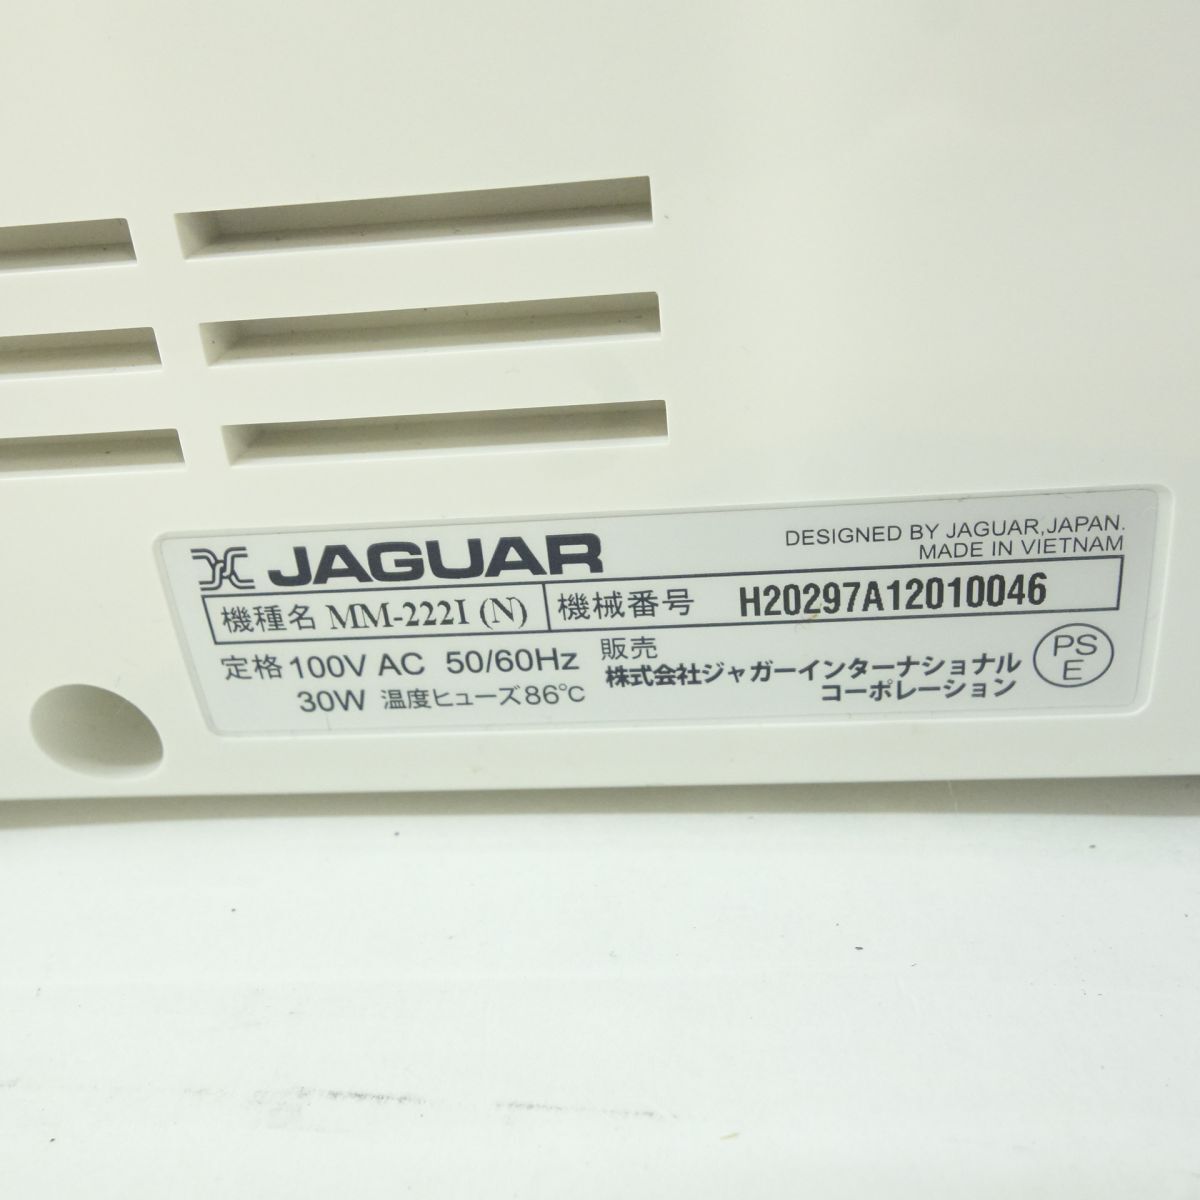 JAGUAR
DESIGNED BY JAGUAR,JAPAN.
MADE IN VIETNAM
機種名 MM-222I (N) 機械番号 H20297A12010046
定格 100V AC 50/60Hz
30W 温度ヒューズ86℃
販売
株式会社ジャガーインターナショナル
コーポレーション
PS
E